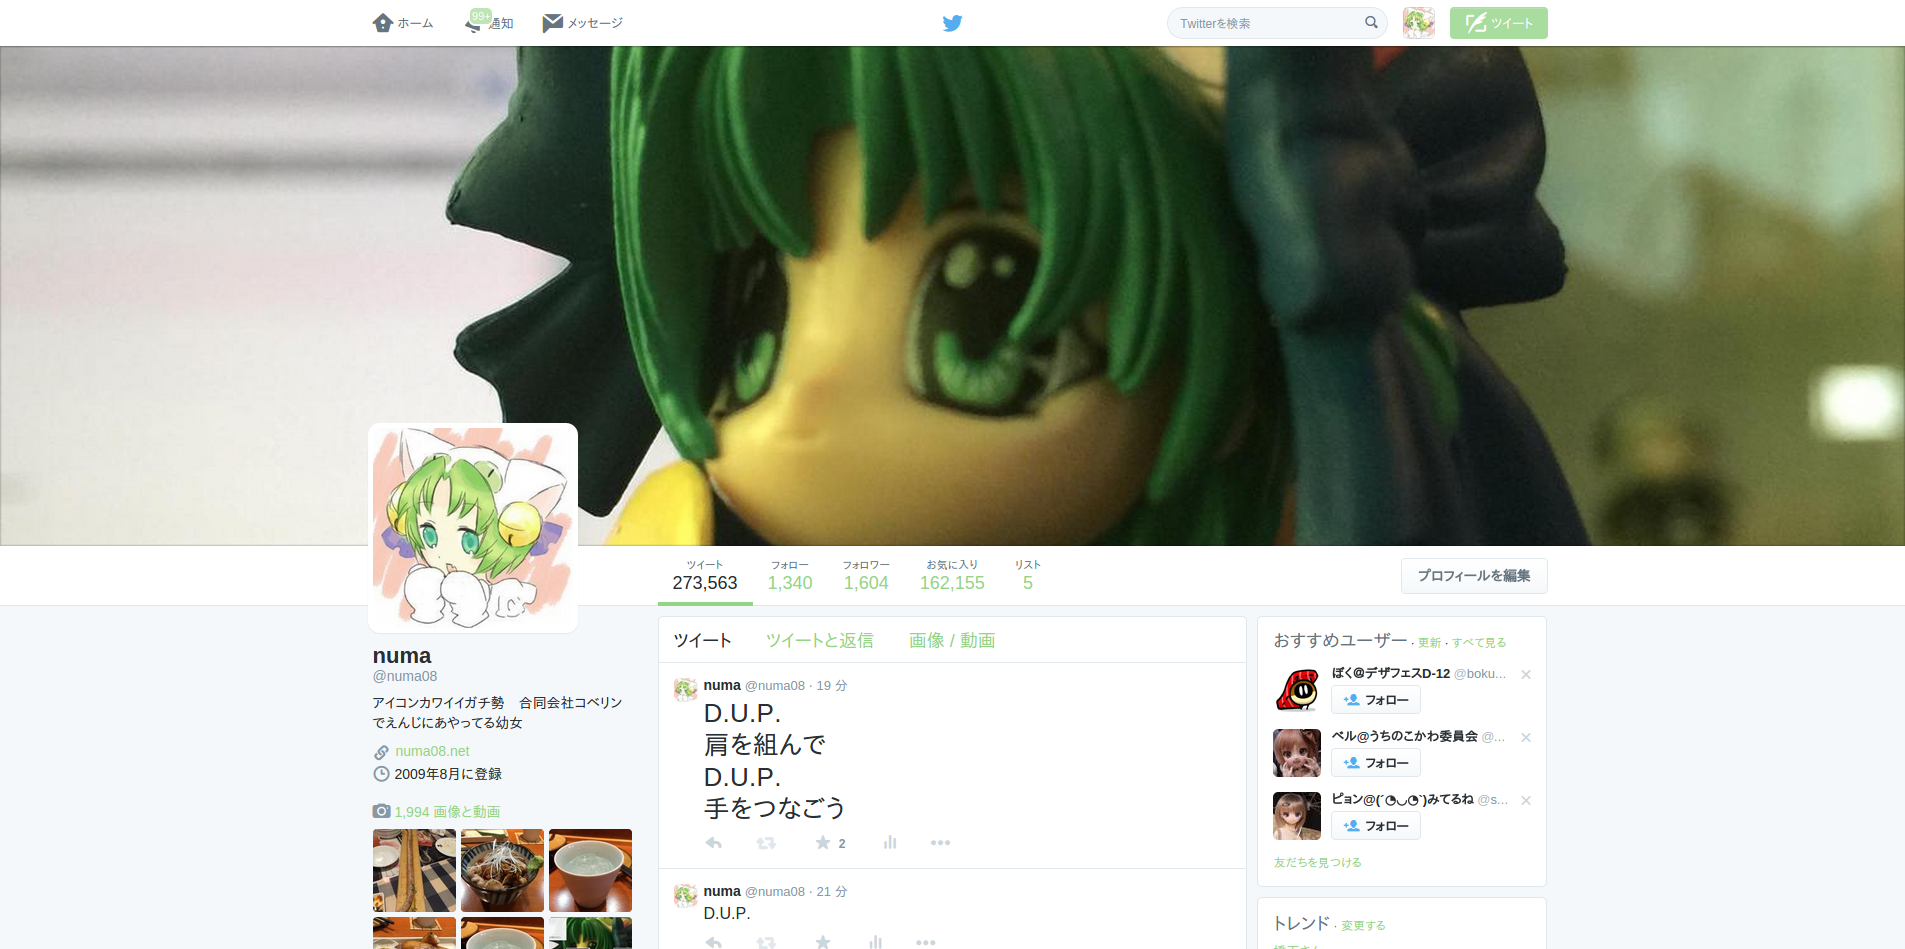 ホーム
99+
通知
メッセージ
Twitterを検索
ツイート
ツイート
273,563
フォロー
1,340
フォロワー
1,604
お気に入り
162,155
リスト
5
プロフィールを編集
numa
@numa08
アイコンカワイイガチ勢　合同会社コベリン
でえんじにあやってる幼女
numa08.net
2009年8月に登録
1,994 画像と動画
ツイート
ツイートと返信
画像 / 動画
numa @numa08 · 19 分
D.U.P.
肩を組んで
D.U.P.
手をつなごう
2
numa @numa08 · 21 分
D.U.P.
おすすめユーザー · 更新 · すべて見る
ぼく@デザフェスD-12 @boku...
フォロー
ベル@うちのこかわ委員会 @...
フォロー
ピョン@(´◔◡◔`)みてるね @s...
フォロー
友だちを見つける
トレンド · 変更する